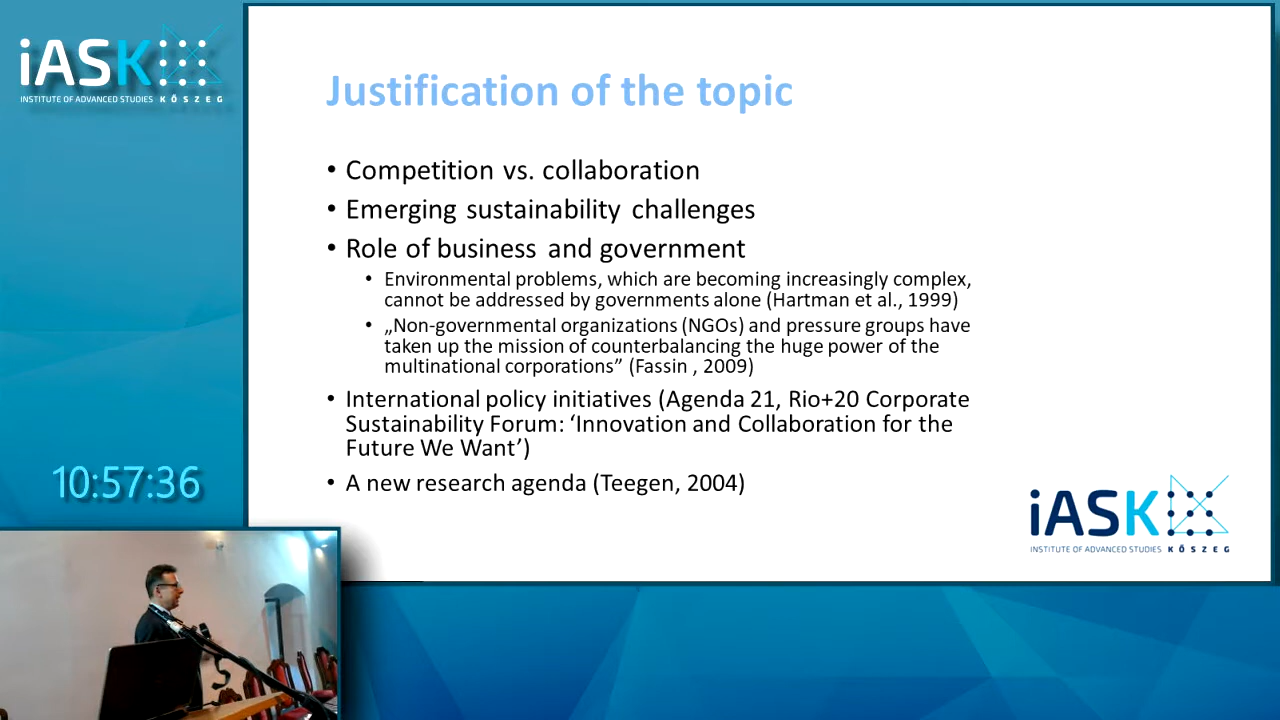 iASK
INSTITUTE OF ADVANCED STUDIES KŐSZEG
Justification of the topic
• Competition vs. collaboration
• Emerging sustainability challenges
• Role of business and government
• Environmental problems, which are becoming increasingly complex,
cannot be addressed by governments alone (Hartman et al., 1999)
• „Non-governmental organizations (NGOs) and pressure groups have
taken up the mission of counterbalancing the huge power of the
multinational corporations” (Fassin , 2009)
• International policy initiatives (Agenda 21, Rio+20 Corporate
Sustainability Forum: ‘Innovation and Collaboration for the
Future We Want’)
• A new research agenda (Teegen, 2004)
10:57:36
iASK
INSTITUTE OF ADVANCED STUDIES KŐSZEG